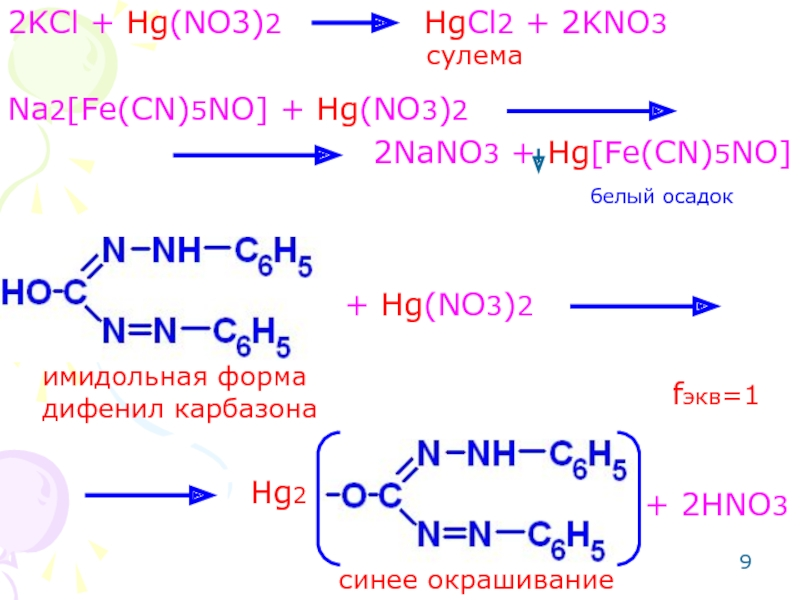 2KCl + Hg(NO3)2 HgCl2 + 2KNO3
сулема
Na2[Fe(CN)5NO] + Hg(NO3)2
2NaNO3 + Hg[Fe(CN)5NO]
белый осадок
N–NH–C6H5
HO-C
N=N–C6H5
+ Hg(NO3)2
имидольная форма
дифенил карбазона
fэкв=1
N–NH–C6H5
Hg2 -O-C
N=N–C6H5
+ 2HNO3
синее окрашивание
9